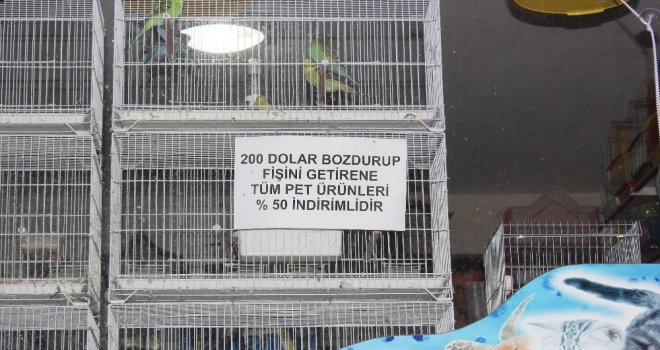 200 DOLAR BOZDURUP
FİŞİNİ GETİRENE
TÜM PET ÜRÜNLERİ
% 50 İNDİRİMLİDİR